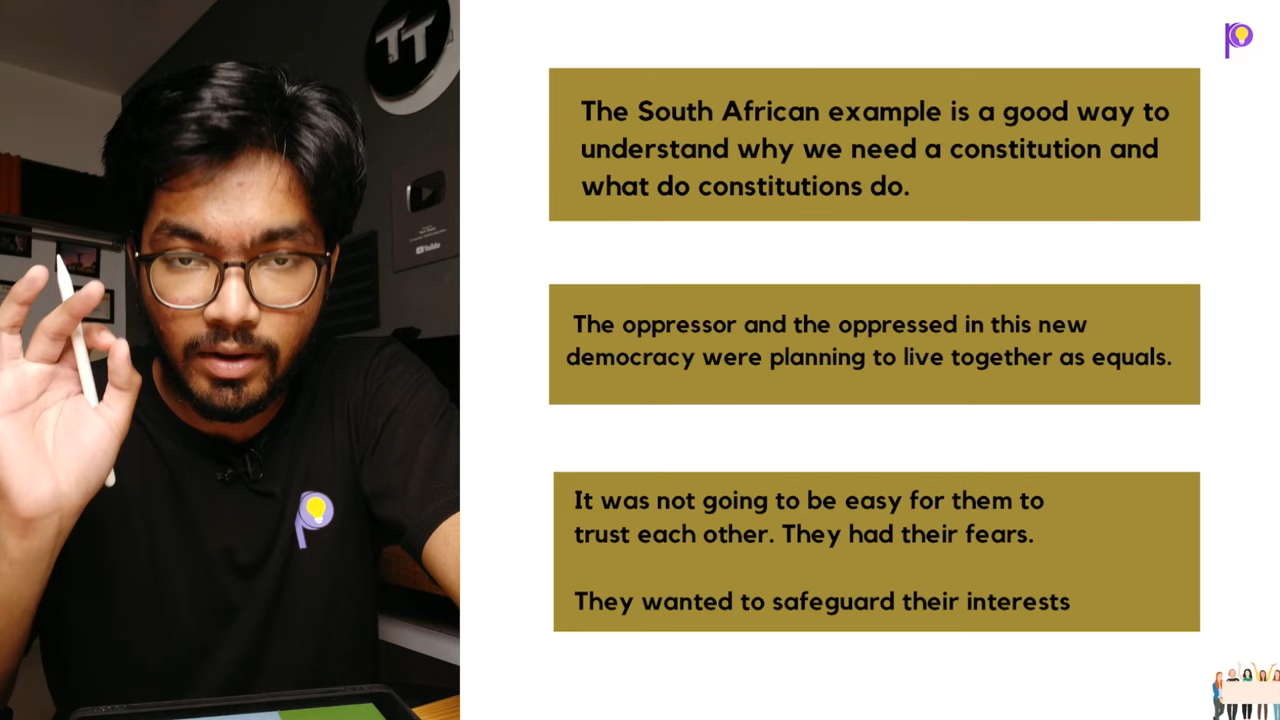 TT
The South African example is a good way to
understand why we need a constitution and
what do constitutions do.
The oppressor and the oppressed in this new
democracy were planning to live together as equals.
It was not going to be easy for them to
trust each other. They had their fears.
They wanted to safeguard their interests
YouTube